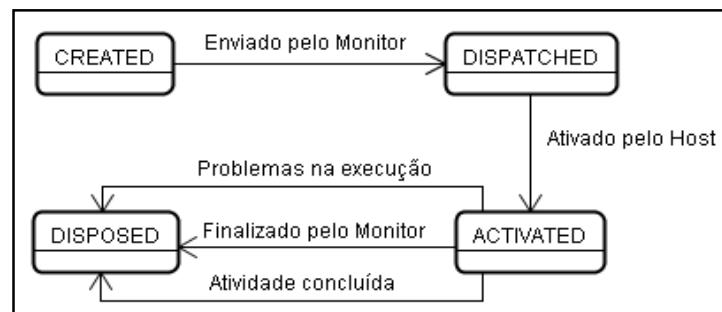 Enviado pelo Monitor
CREATED
DISPATCHED
Ativado pelo Host
Problemas na execução
DISPOSED
Finalizado pelo Monitor
ACTIVATED
Atividade concluída